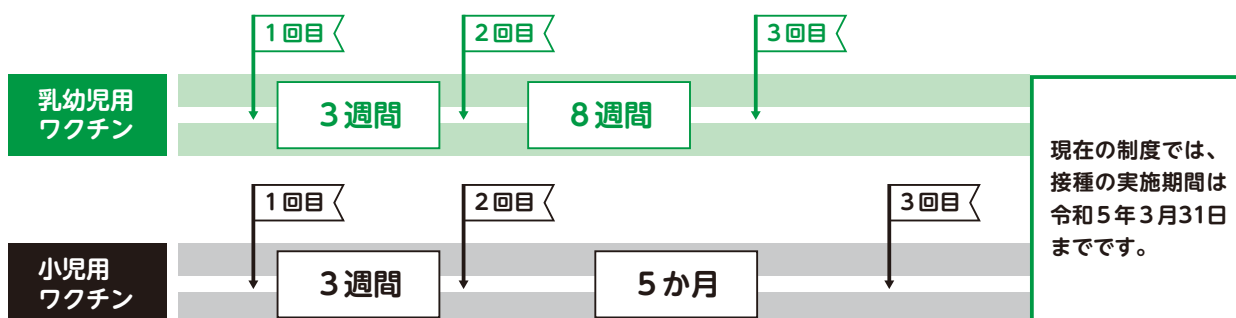 1回目
2回目
3回目
乳幼児用
ワクチン
3週間
8週間
1回目
2回目
3回目
小児用
ワクチン
3週間
5か月
現在の制度では、
接種の実施期間は
令和5年3月31日
までです。